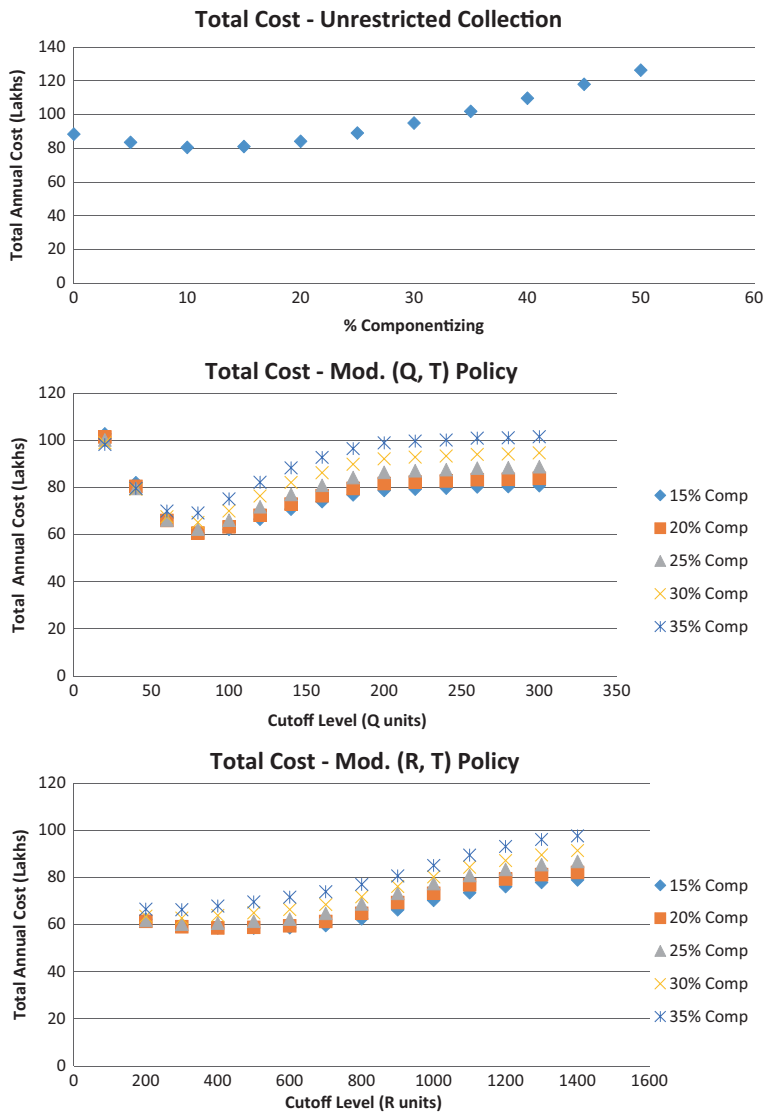 Total Cost - Unrestricted Collection
Total Annual Cost (Lakhs)
140
120
100
80
60
40
20
0
0 10 20 30 40 50 60
% Componentizing
Total Cost - Mod. (Q, T) Policy
Total Annual Cost (Lakhs)
120
100
80
60
40
20
0
0 50 100 150 200 250 300 350
Cutoff Level (Q units)
15% Comp
20% Comp
25% Comp
30% Comp
35% Comp
Total Cost - Mod. (R, T) Policy
Total Annual Cost (Lakhs)
120
100
80
60
40
20
0
0 200 400 600 800 1000 1200 1400 1600
Cutoff Level (R units)
15% Comp
20% Comp
25% Comp
30% Comp
35% Comp